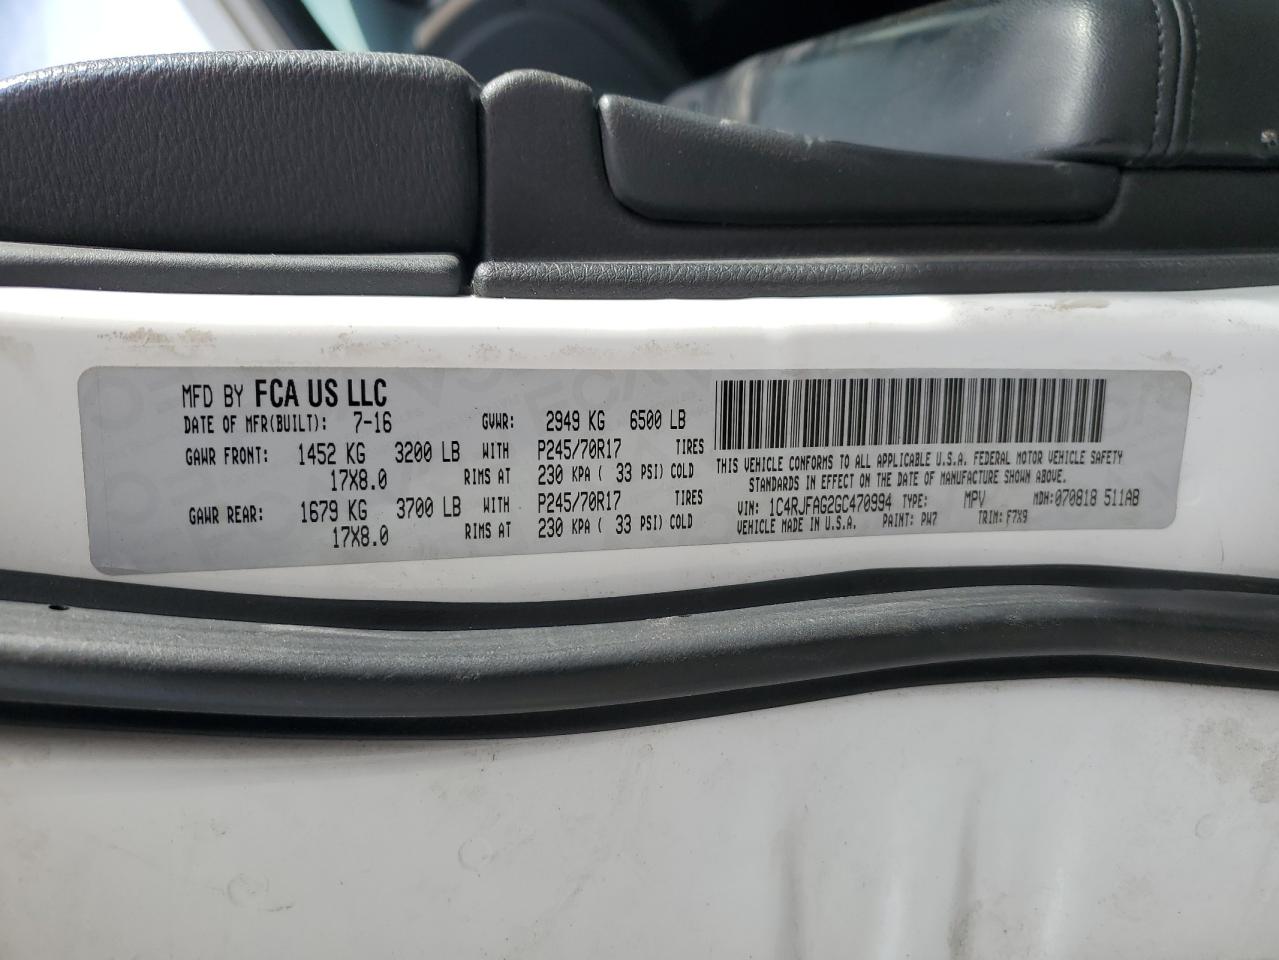 MFD BY FCA US LLC
DATE OF MFR(BUILT): 7-16 GVWR: 2949 KG 6500 LB
GAWR FRONT: 1452 KG 3200 LB WITH P245/70R17 TIRES
17X8.0 RIMS AT 230 KPA ( 33 PSI) COLD
GAWR REAR: 1679 KG 3700 LB WITH P245/70R17 TIRES
17X8.0 RIMS AT 230 KPA ( 33 PSI) COLD
THIS VEHICLE CONFORMS TO ALL APPLICABLE U.S.A. FEDERAL MOTOR VEHICLE SAFETY
STANDARDS IN EFFECT ON THE DATE OF MANUFACTURE SHOWN ABOVE.
VIN: 1C4RJFAG2GC470994 TYPE: MPV MDH:070818 511AB
VEHICLE MADE IN U.S.A. PAINT: PW7 TRIM: F7X9